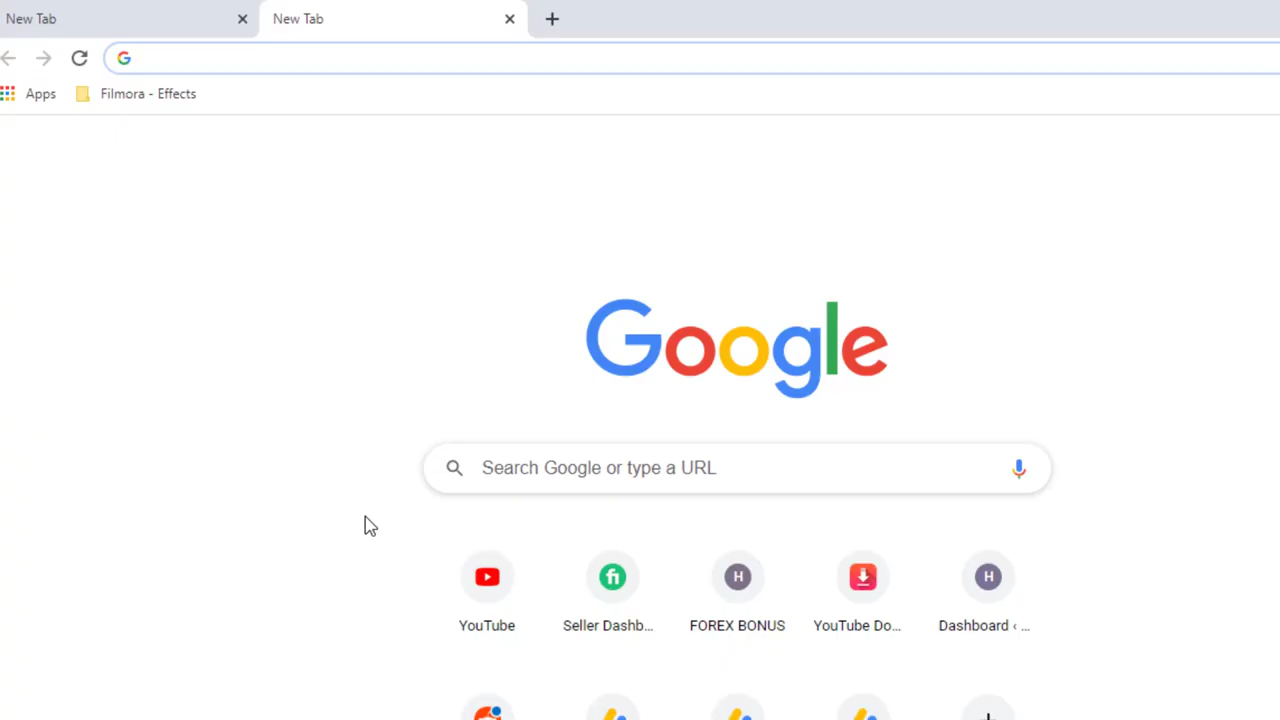 New Tab
New Tab
Apps
Filmora - Effects
Google
Search Google or type a URL
YouTube
Seller Dashb...
FOREX BONUS
YouTube Do...
Dashboard ‹ ...
H
H